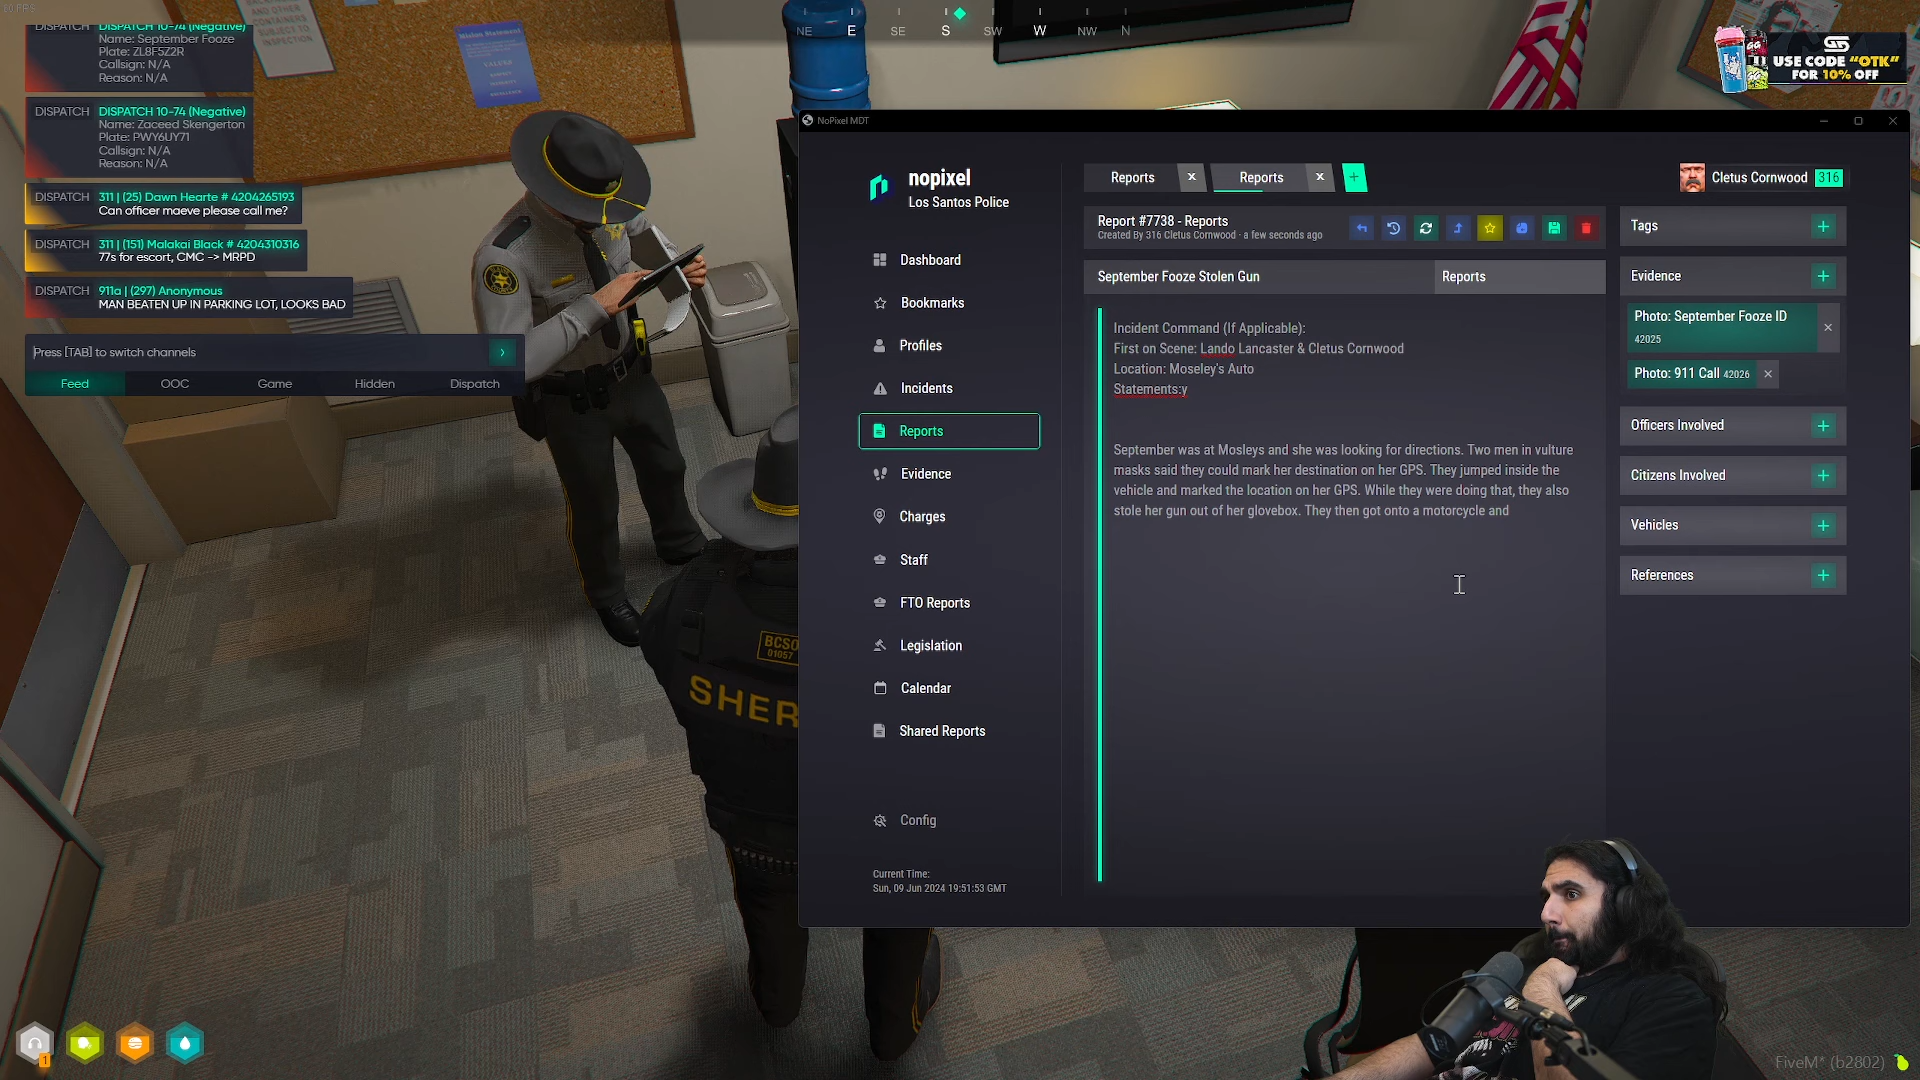 DISPATCH DISPATCH 10-74 (Negative)
Name: September Fooze
Plate: ZL8F5Z2R
Callsign: N/A
Reason: N/A
DISPATCH DISPATCH 10-74 (Negative)
Name: Zaceed Skengerton
Plate: PWY6UY71
Callsign: N/A
Reason: N/A
DISPATCH 311 | (25) Dawn Hearte # 4204265193
Can officer maeve please call me?
DISPATCH 311 | (151) Malakai Black # 4204310316
77s for escort, CMC -> MRPD
DISPATCH 911a | (297) Anonymous
MAN BEATEN UP IN PARKING LOT, LOOKS BAD
Press [TAB] to switch channels
Feed OOC Game Hidden Dispatch
NE E SE S SW W NW N
Mission Statement
VALUES
USE CODE "OTK"
FOR 10% OFF
NoPixel MDT
nopixel
Los Santos Police
Dashboard
Bookmarks
Profiles
Incidents
Reports
Evidence
Charges
Staff
FTO Reports
Legislation
Calendar
Shared Reports
Config
Current Time:
Sun, 09 Jun 2024 19:51:53 GMT
Reports x Reports x +
Cletus Cornwood 316
Report #7738 - Reports
Created By 316 Cletus Cornwood - a few seconds ago
September Fooze Stolen Gun Reports
Incident Command (If Applicable):
First on Scene: Lando Lancaster & Cletus Cornwood
Location: Moseley's Auto
Statements:y
September was at Mosleys and she was looking for directions. Two men in vulture
masks said they could mark her destination on her GPS. They jumped inside the
vehicle and marked the location on her GPS. While they were doing that, they also
stole her gun out of her glovebox. They then got onto a motorcycle and
Tags
Evidence
Photo: September Fooze ID
42025
Photo: 911 Call 42026
Officers Involved
Citizens Involved
Vehicles
References
BCSO
01057
SHER
1
FiveM* (b2802)